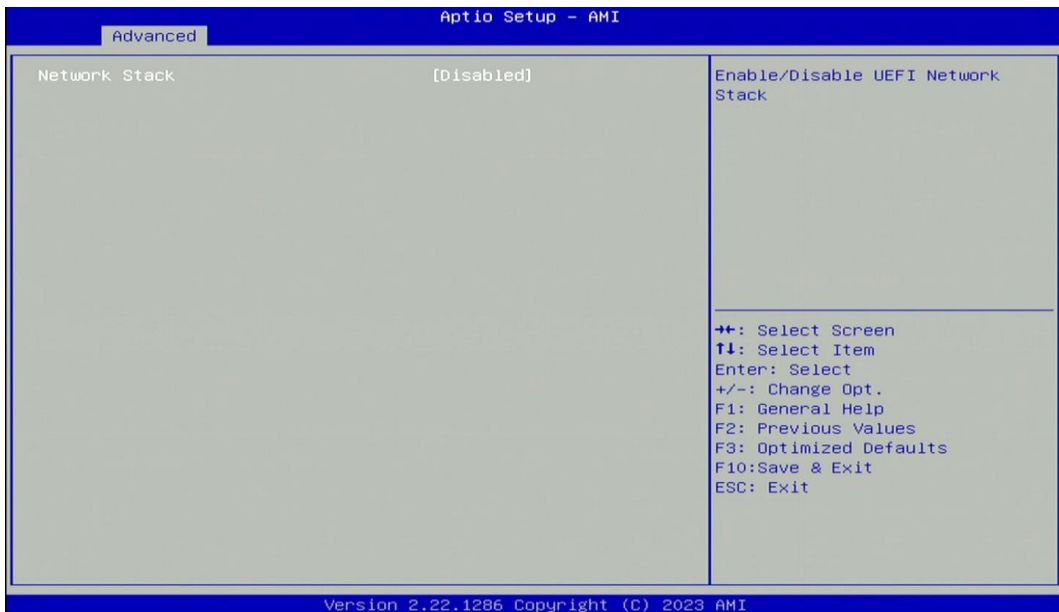 Aptio Setup – AMI
Advanced
Network Stack [Disabled]
Enable/Disable UEFI Network
Stack
→←: Select Screen
↑↓: Select Item
Enter: Select
+/-: Change Opt.
F1: General Help
F2: Previous Values
F3: Optimized Defaults
F10:Save & Exit
ESC: Exit
Version 2.22.1286 Copyright (C) 2023 AMI